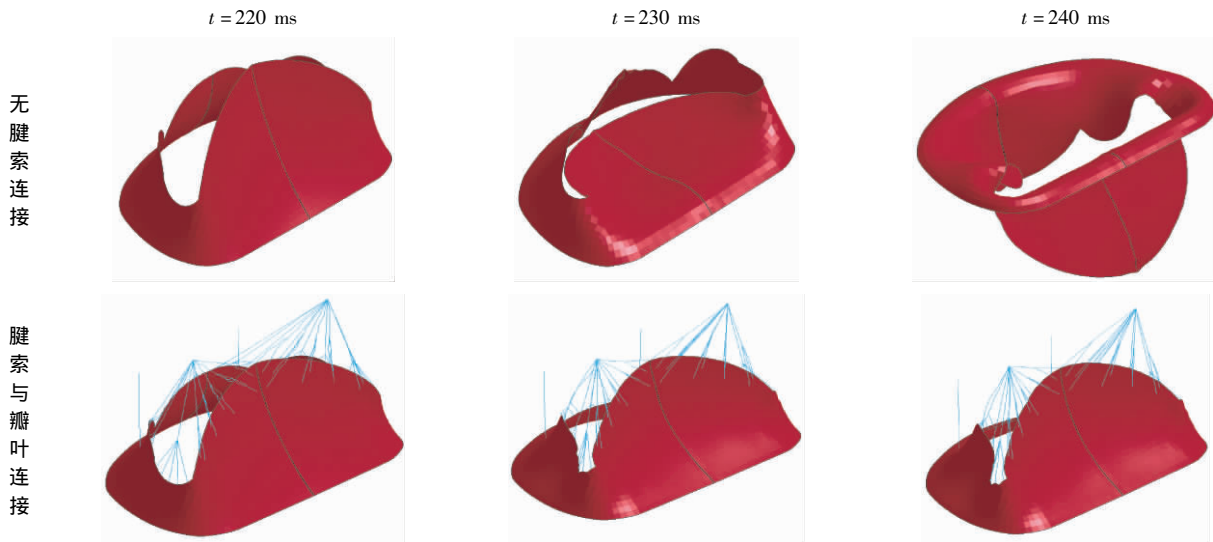 t = 220 ms
t = 230 ms
t = 240 ms
无腱索连接
腱索与瓣叶连接